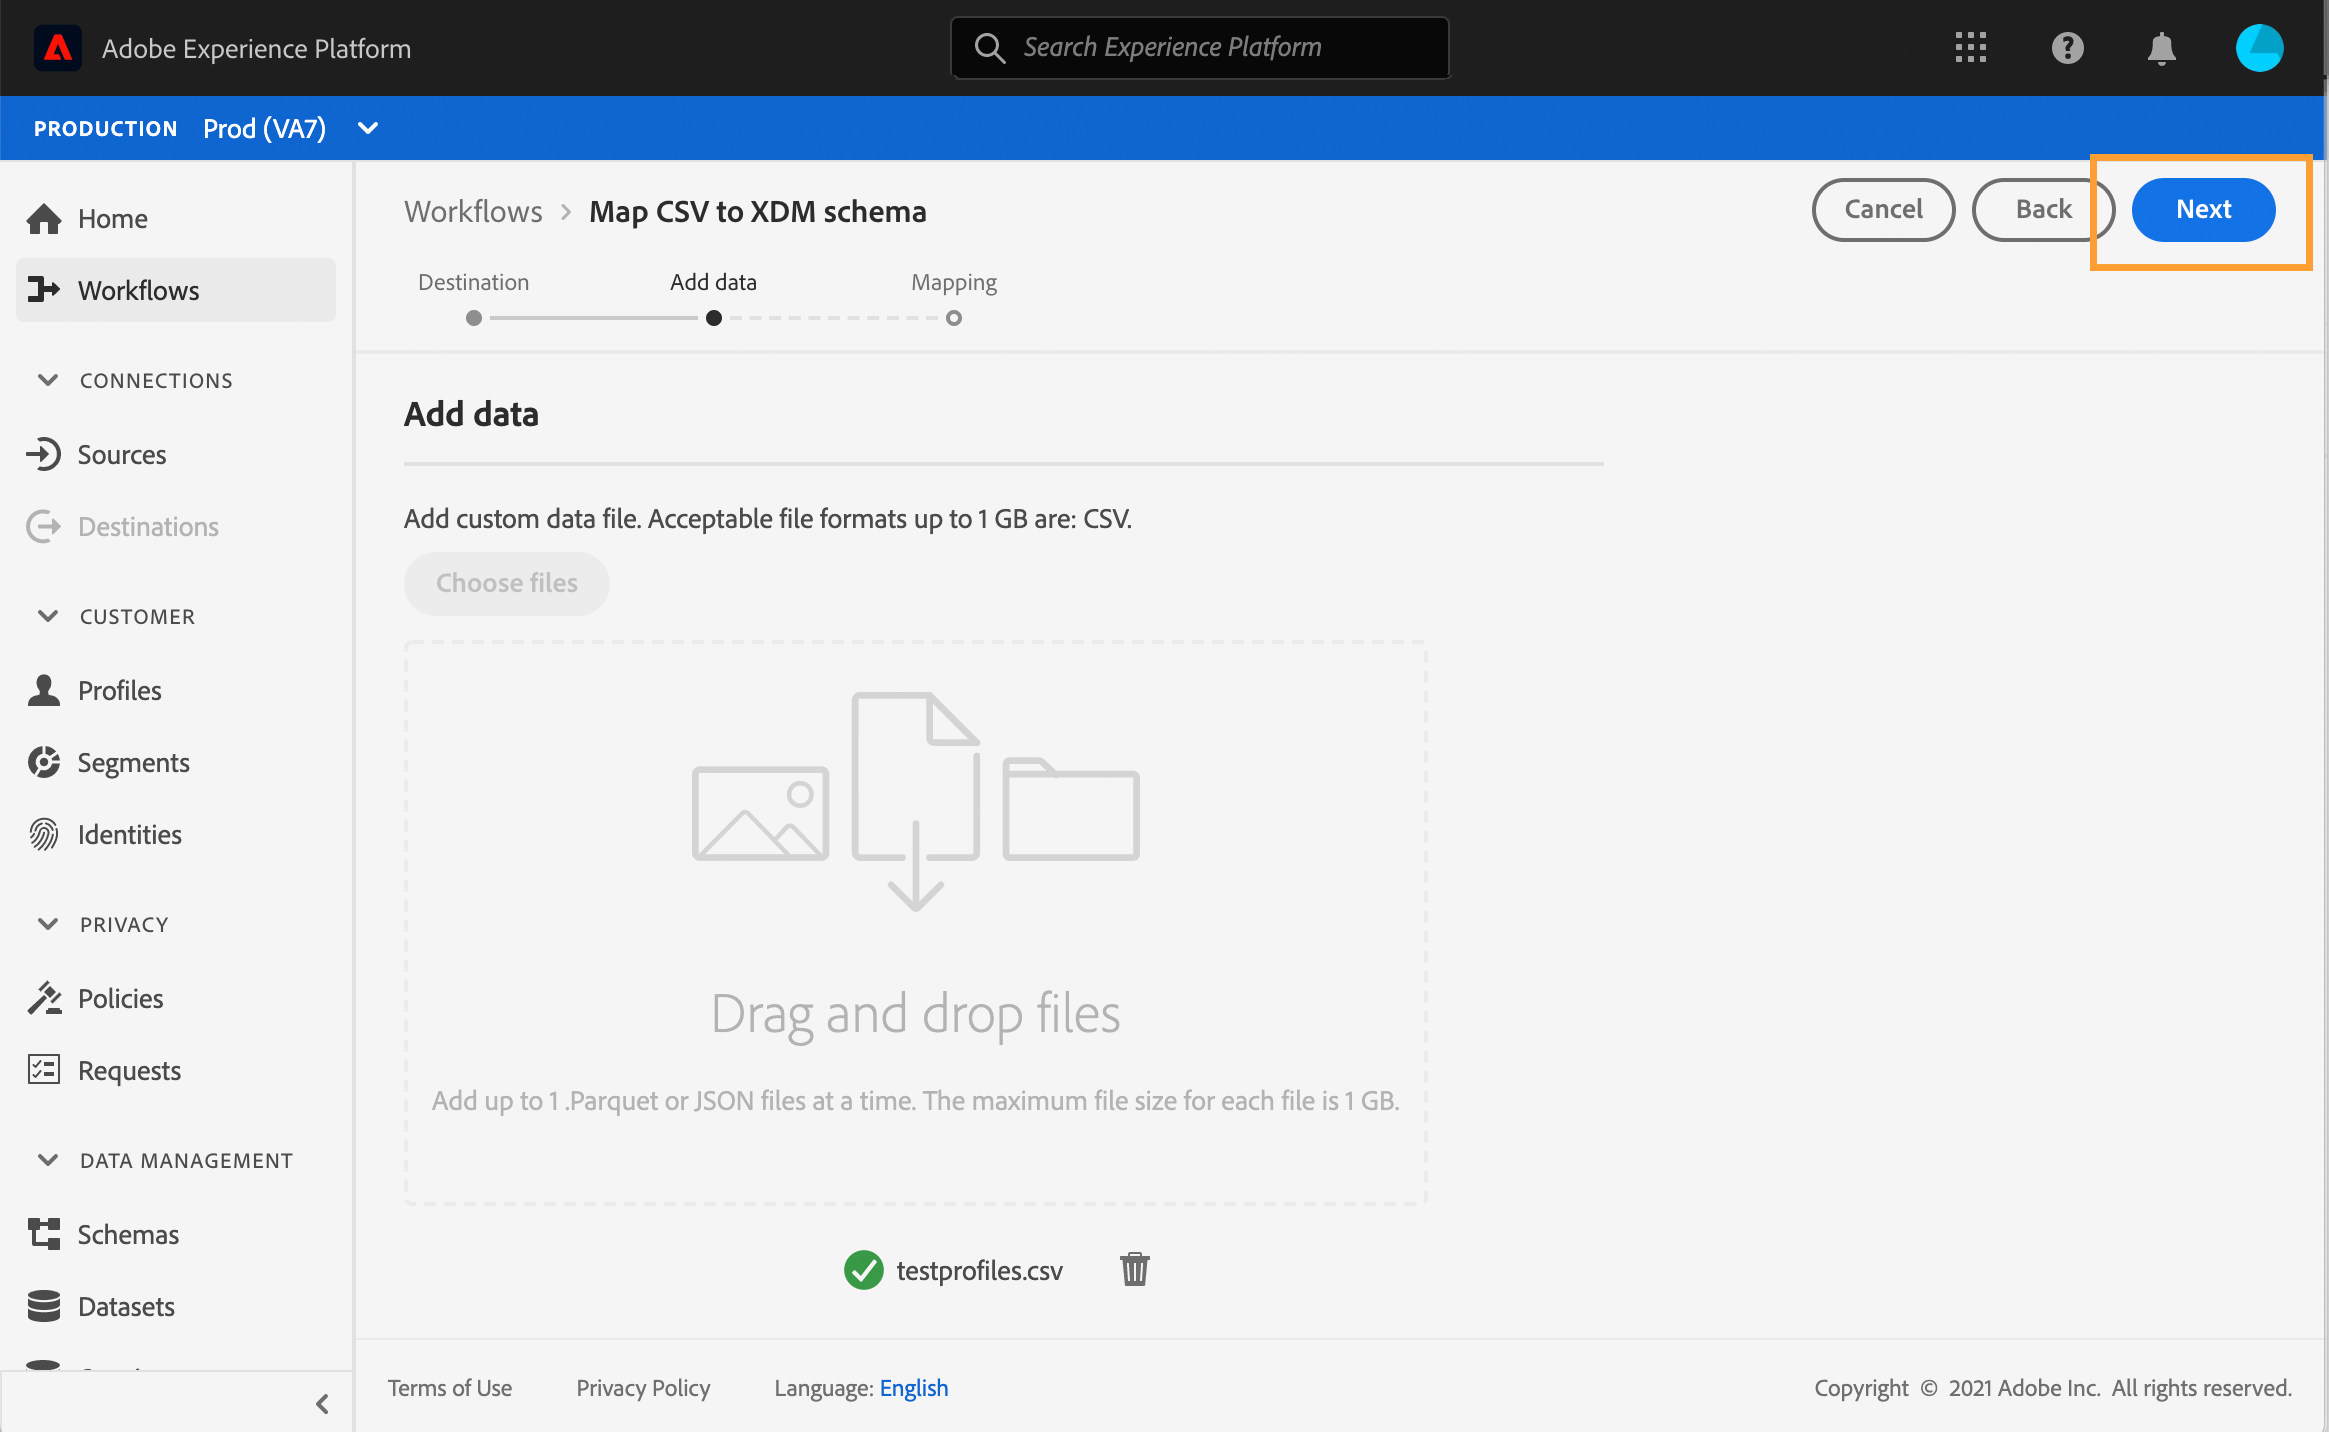 Adobe Experience Platform
Search Experience Platform
PRODUCTION Prod (VA7)
Home
Workflows
CONNECTIONS
Sources
Destinations
CUSTOMER
Profiles
Segments
Identities
PRIVACY
Policies
Requests
DATA MANAGEMENT
Schemas
Datasets
Workflows > Map CSV to XDM schema
Cancel
Back
Next
Destination
Add data
Mapping
Add data
Add custom data file. Acceptable file formats up to 1 GB are: CSV.
Choose files
Drag and drop files
Add up to 1 .Parquet or JSON files at a time. The maximum file size for each file is 1 GB.
testprofiles.csv
Terms of Use
Privacy Policy
Language: English
Copyright © 2021 Adobe Inc. All rights reserved.